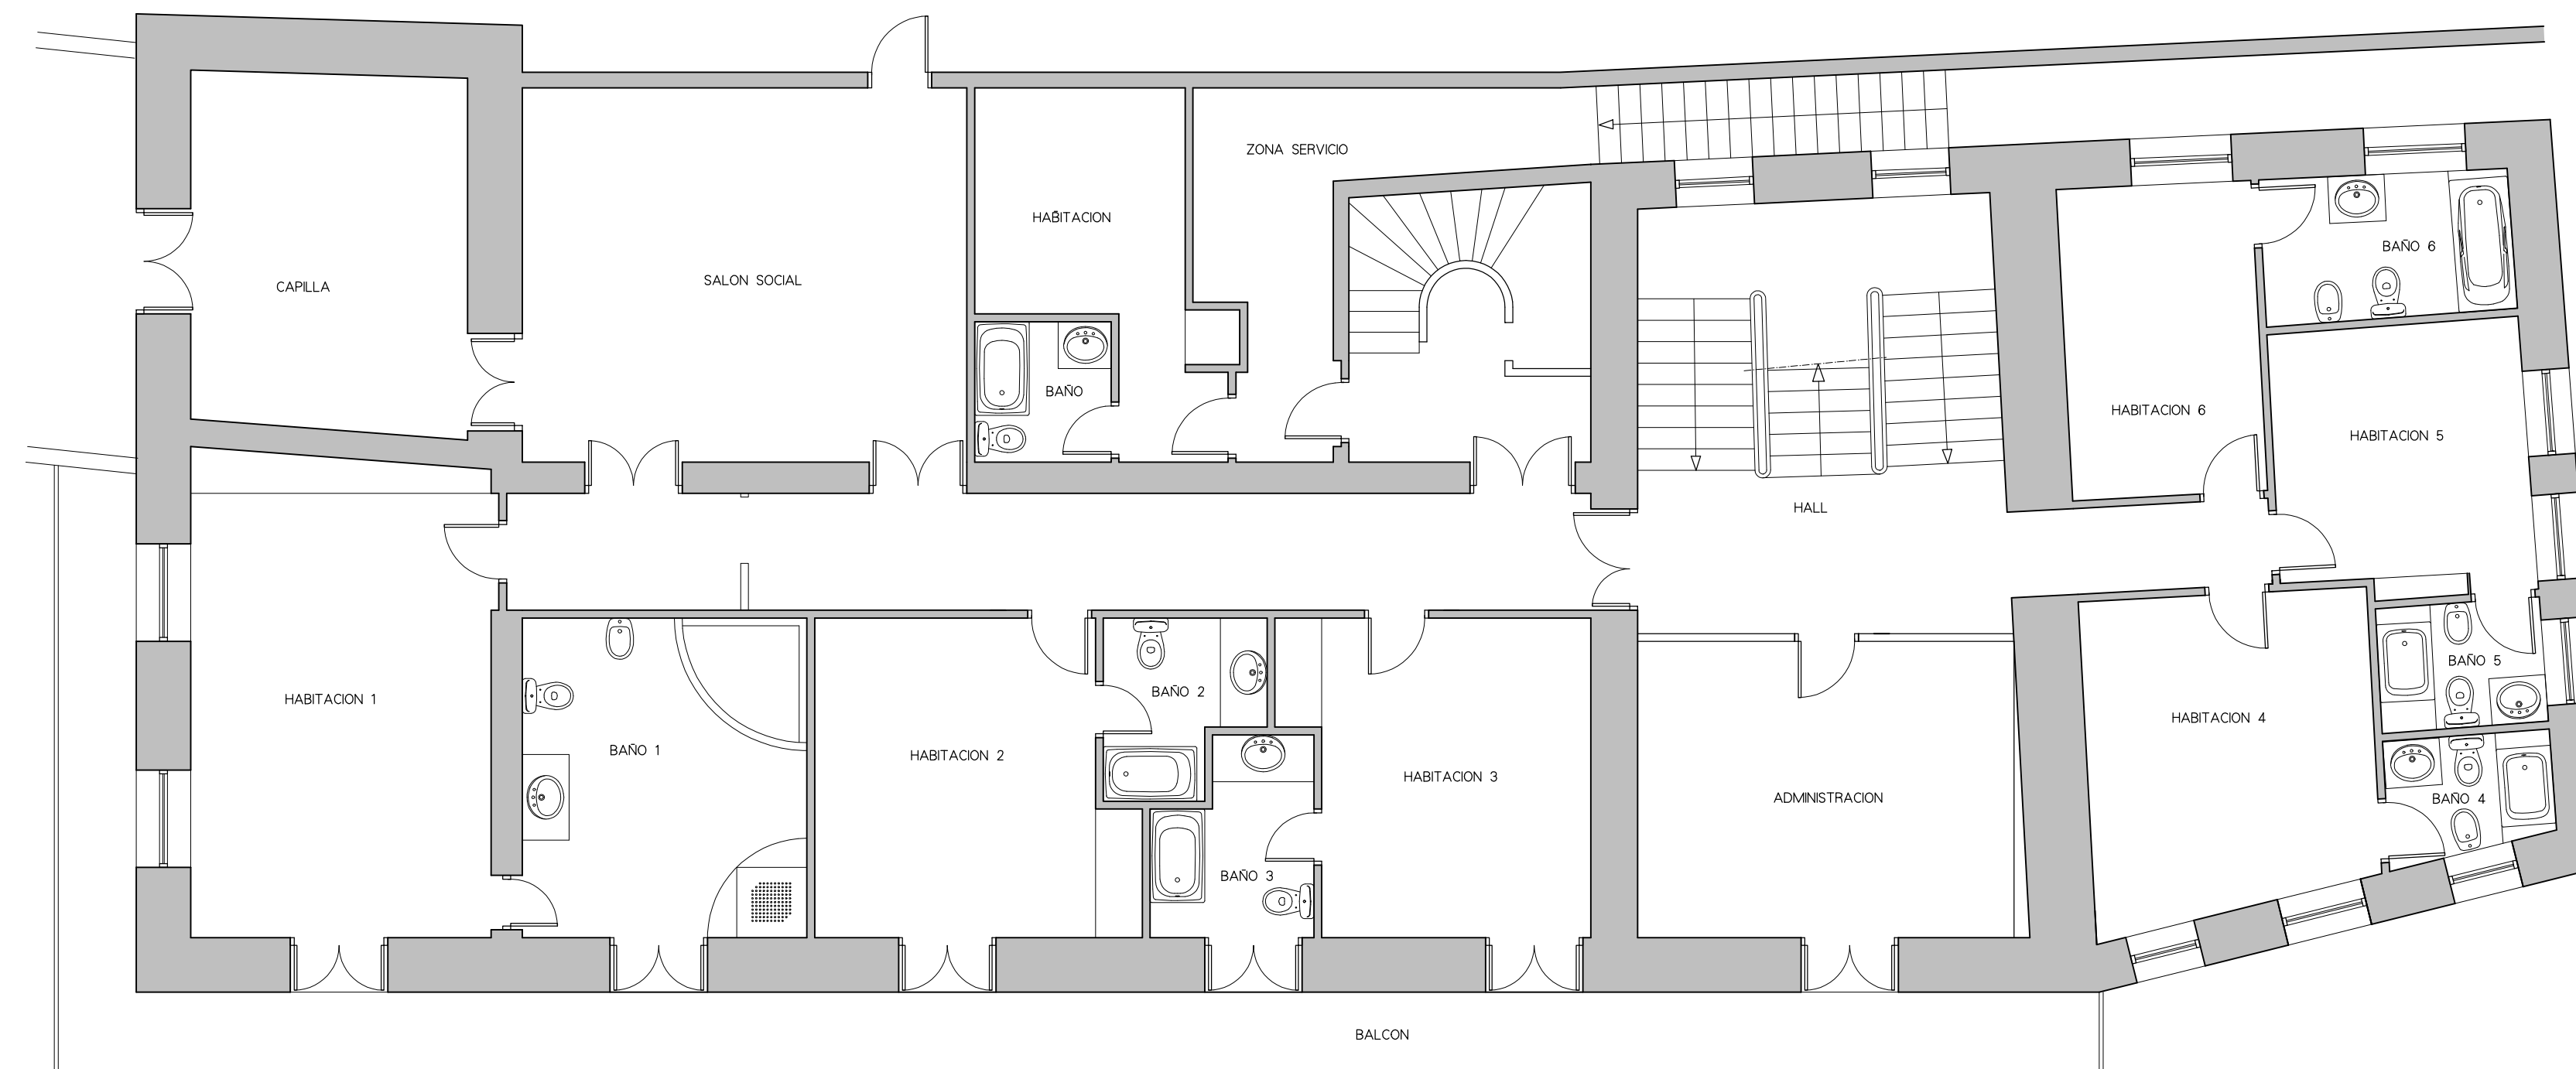 ZONA SERVICIO
HABITACION
BAÑO 6
SALON SOCIAL
CAPILLA
BAÑO
HABITACION 6
HABITACION 5
HALL
BAÑO 5
BAÑO 2
HABITACION 1
HABITACION 4
BAÑO 1
HABITACION 2
HABITACION 3
ADMINISTRACION
BAÑO 4
BAÑO 3
BALCON